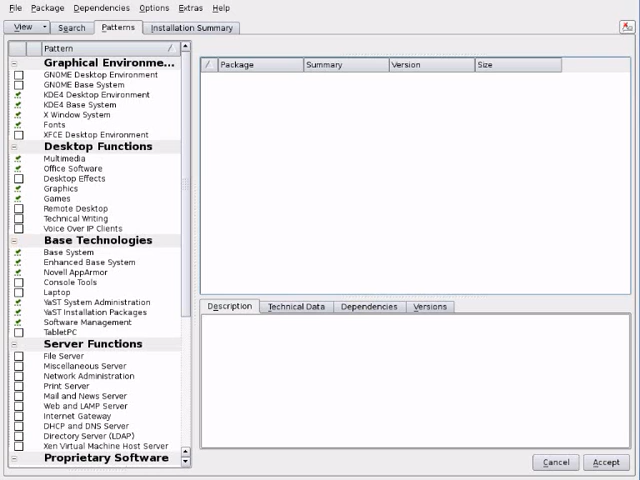 File Package Dependencies Options Extras Help
View Search Patterns Installation Summary
Pattern
Graphical Environme...
GNOME Desktop Environment
GNOME Base System
KDE4 Desktop Environment
KDE4 Base System
X Window System
Fonts
XFCE Desktop Environment
Desktop Functions
Multimedia
Office Software
Desktop Effects
Graphics
Games
Remote Desktop
Technical Writing
Voice Over IP Clients
Base Technologies
Base System
Enhanced Base System
Novell AppArmor
Console Tools
Laptop
YaST System Administration
YaST Installation Packages
Software Management
TabletPC
Server Functions
File Server
Miscellaneous Server
Network Administration
Print Server
Mail and News Server
Web and LAMP Server
Internet Gateway
DHCP and DNS Server
Directory Server (LDAP)
Xen Virtual Machine Host Server
Proprietary Software
Package Summary Version Size
Description Technical Data Dependencies Versions
Cancel Accept